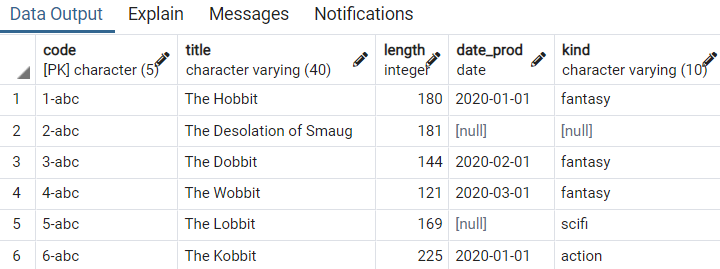 Data Output Explain Messages Notifications
code title length date_prod kind
[PK] character (5) character varying (40) integer date character varying (10)
1 1-abc The Hobbit 180 2020-01-01 fantasy
2 2-abc The Desolation of Smaug 181 [null] [null]
3 3-abc The Dobbit 144 2020-02-01 fantasy
4 4-abc The Wobbit 121 2020-03-01 fantasy
5 5-abc The Lobbit 169 [null] scifi
6 6-abc The Kobbit 225 2020-01-01 action